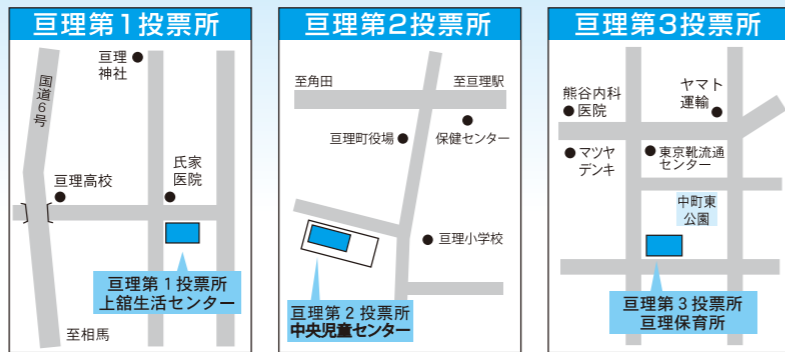 亘理第1投票所
亘理
神社
国道6号
氏家
医院
亘理高校
亘理第1投票所
上舘生活センター
至相馬
亘理第2投票所
至角田
至亘理駅
亘理町役場
保健センター
亘理小学校
亘理第2投票所
中央児童センター
亘理第3投票所
熊谷内科
医院
ヤマト
運輸
マツヤ
デンキ
東京靴流通
センター
中町東
公園
亘理第3投票所
亘理保育所